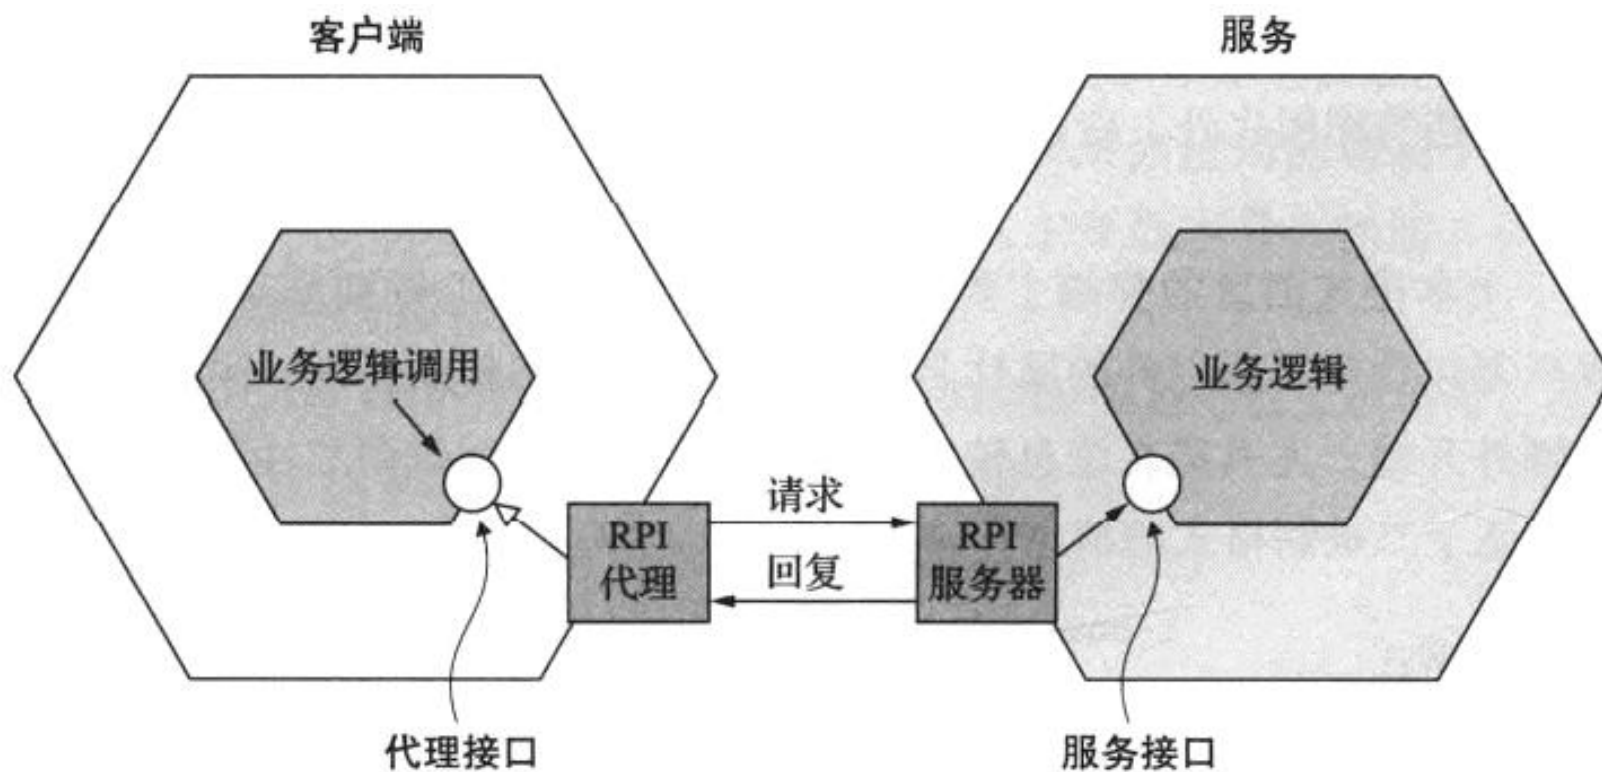 客户端
服务
业务逻辑调用
业务逻辑
请求
RPI
代理
RPI
服务器
回复
代理接口
服务接口